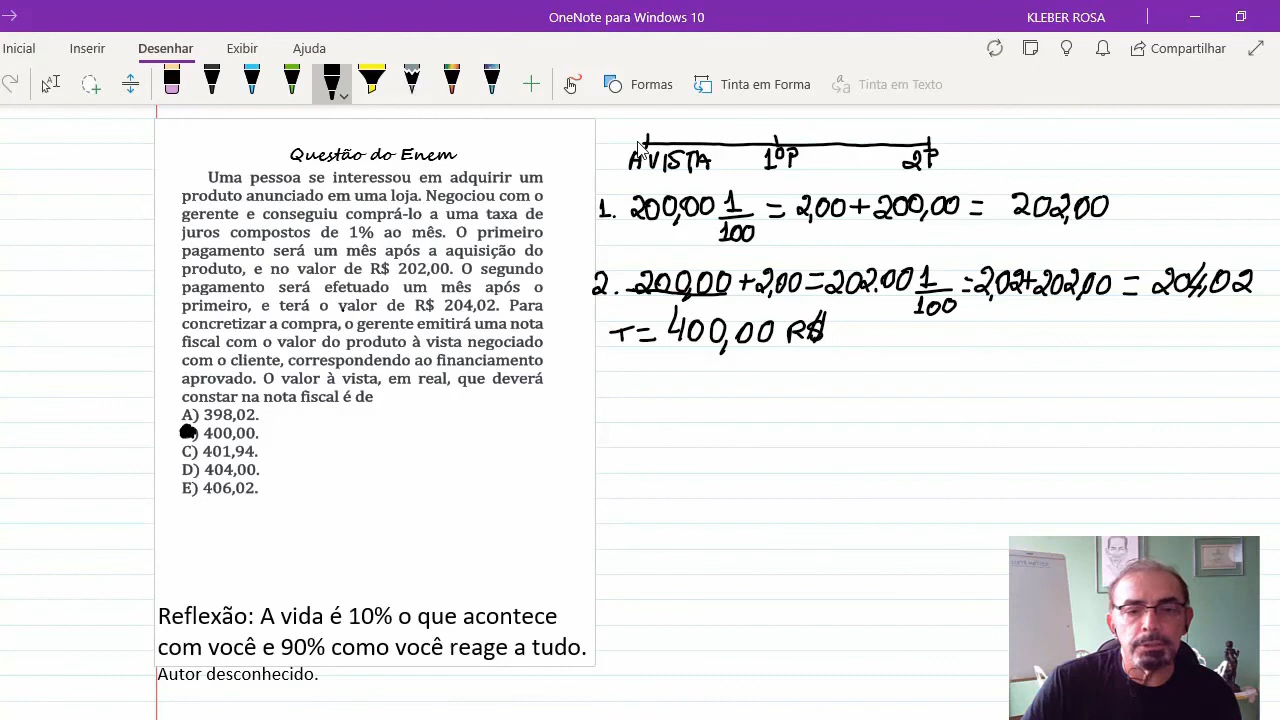 OneNote para Windows 10
KLEBER ROSA
Inicial Inserir Desenhar Exibir Ajuda
Compartilhar
Formas Tinta em Forma Tinta em Texto
Questão do Enem
Uma pessoa se interessou em adquirir um
produto anunciado em uma loja. Negociou com o
gerente e conseguiu comprá-lo a uma taxa de
juros compostos de 1% ao mês. O primeiro
pagamento será um mês após a aquisição do
produto, e no valor de R$ 202,00. O segundo
pagamento será efetuado um mês após o
primeiro, e terá o valor de R$ 204,02. Para
concretizar a compra, o gerente emitirá uma nota
fiscal com o valor do produto à vista negociado
com o cliente, correspondendo ao financiamento
aprovado. O valor à vista, em real, que deverá
constar na nota fiscal é de
A) 398,02.
) 400,00.
C) 401,94.
D) 404,00.
E) 406,02.
Reflexão: A vida é 10% o que acontece
com você e 90% como você reage a tudo.
Autor desconhecido.
A VISTA 1ºP 2P
1. 200,00 1/100 = 2,00 + 200,00 = 202,00
2. 200,00 + 2,00 = 202.00 1/100 = 2,02 + 202,00 = 204,02
T = 400,00 R$